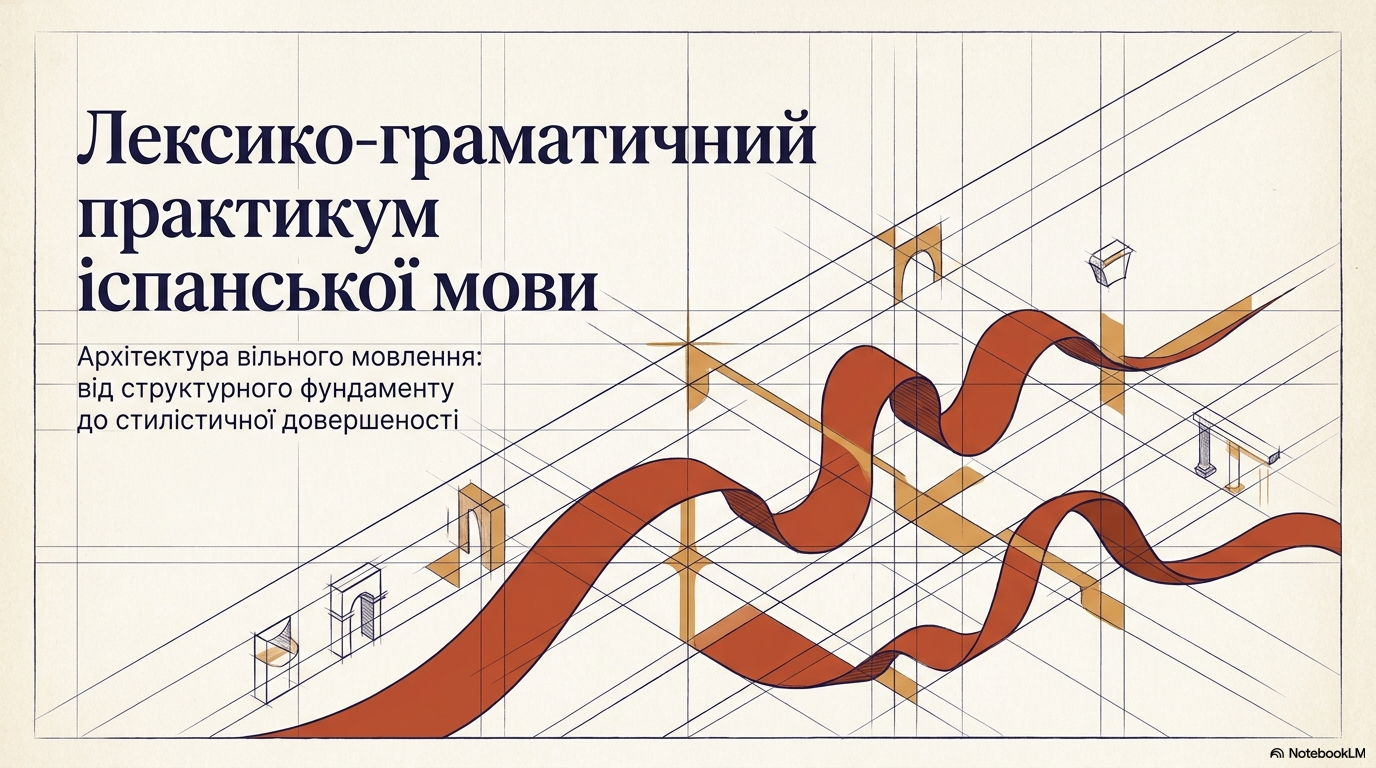 Лексико-граматичний
практикум
іспанської мови
Архітектура вільного мовлення:
від структурного фундаменту
до стилістичної довершеності
NotebookLM